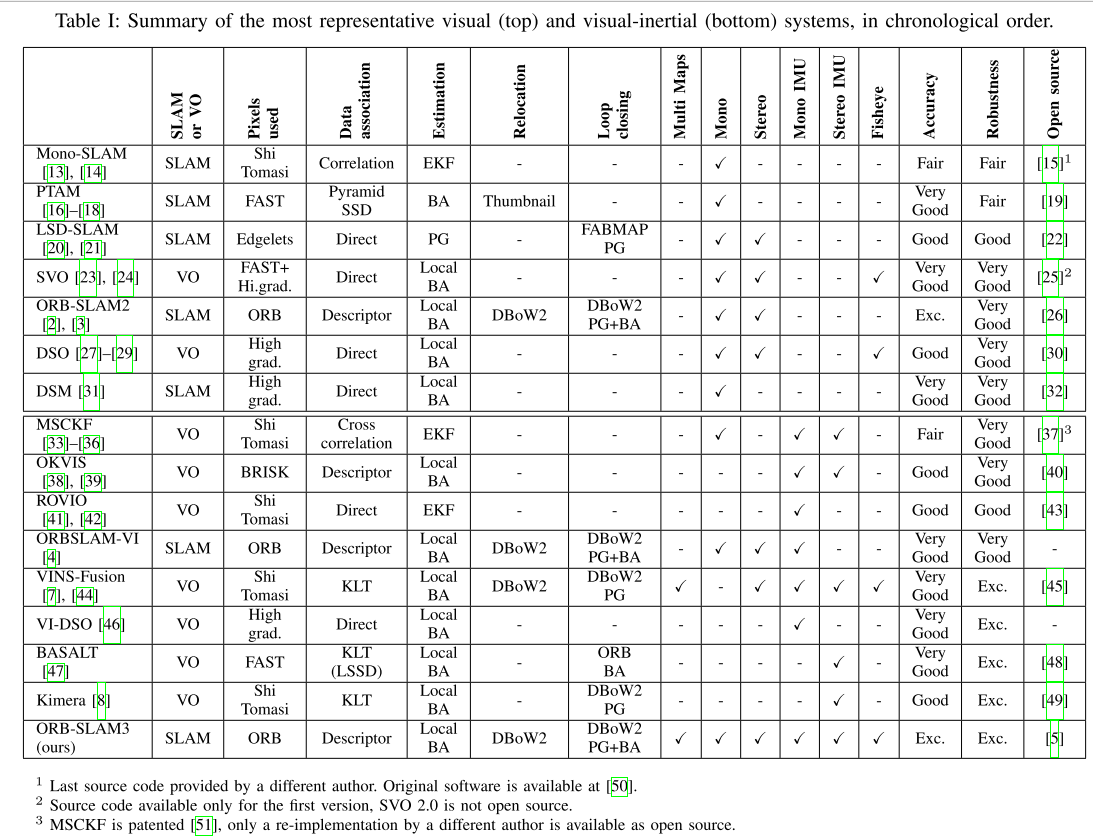 Table I: Summary of the most representative visual (top) and visual-inertial (bottom) systems, in chronological order.
SLAM or VO | Pixels used | Data association | Estimation | Relocation | Loop closing | Multi Maps | Mono | Stereo | Mono IMU | Stereo IMU | Fisheye | Accuracy | Robustness | Open source
Mono-SLAM [13], [14] | SLAM | Shi Tomasi | Correlation | EKF | - | - | - | ✓ | - | - | - | - | Fair | Fair | [15]¹
PTAM [16]–[18] | SLAM | FAST | Pyramid SSD | BA | Thumbnail | - | - | ✓ | - | - | - | - | Very Good | Fair | [19]
LSD-SLAM [20], [21] | SLAM | Edgelets | Direct | PG | - | FABMAP PG | - | ✓ | ✓ | - | - | - | Good | Good | [22]
SVO [23], [24] | VO | FAST+ Hi.grad. | Direct | Local BA | - | - | - | ✓ | ✓ | - | - | ✓ | Very Good | Very Good | [25]²
ORB-SLAM2 [2], [3] | SLAM | ORB | Descriptor | Local BA | DBoW2 | DBoW2 PG+BA | - | ✓ | ✓ | - | - | - | Exc. | Very Good | [26]
DSO [27]–[29] | VO | High grad. | Direct | Local BA | - | - | - | ✓ | ✓ | - | - | ✓ | Good | Very Good | [30]
DSM [31] | SLAM | High grad. | Direct | Local BA | - | - | - | ✓ | - | - | - | - | Very Good | Very Good | [32]
MSCKF [33]–[36] | VO | Shi Tomasi | Cross correlation | EKF | - | - | - | ✓ | - | ✓ | ✓ | - | Fair | Very Good | [37]³
OKVIS [38], [39] | VO | BRISK | Descriptor | Local BA | - | - | - | - | - | ✓ | ✓ | - | Good | Very Good | [40]
ROVIO [41], [42] | VO | Shi Tomasi | Direct | EKF | - | - | - | - | - | ✓ | - | - | Good | Good | [43]
ORBSLAM-VI [4] | SLAM | ORB | Descriptor | Local BA | DBoW2 | DBoW2 PG+BA | - | ✓ | ✓ | ✓ | - | - | Very Good | Very Good | -
VINS-Fusion [7], [44] | VO | Shi Tomasi | KLT | Local BA | DBoW2 | DBoW2 PG | ✓ | - | ✓ | ✓ | ✓ | ✓ | Very Good | Exc. | [45]
VI-DSO [46] | VO | High grad. | Direct | Local BA | - | - | - | - | - | ✓ | - | - | Very Good | Exc. | -
BASALT [47] | VO | FAST | KLT (LSSD) | Local BA | - | ORB BA | - | - | - | - | ✓ | - | Very Good | Exc. | [48]
Kimera [8] | VO | Shi Tomasi | KLT | Local BA | - | DBoW2 PG | - | - | - | - | ✓ | - | Good | Exc. | [49]
ORB-SLAM3 (ours) | SLAM | ORB | Descriptor | Local BA | DBoW2 | DBoW2 PG+BA | ✓ | ✓ | ✓ | ✓ | ✓ | ✓ | Exc. | Exc. | [5]
¹ Last source code provided by a different author. Original software is available at [50].
² Source code available only for the first version, SVO 2.0 is not open source.
³ MSCKF is patented [51], only a re-implementation by a different author is available as open source.